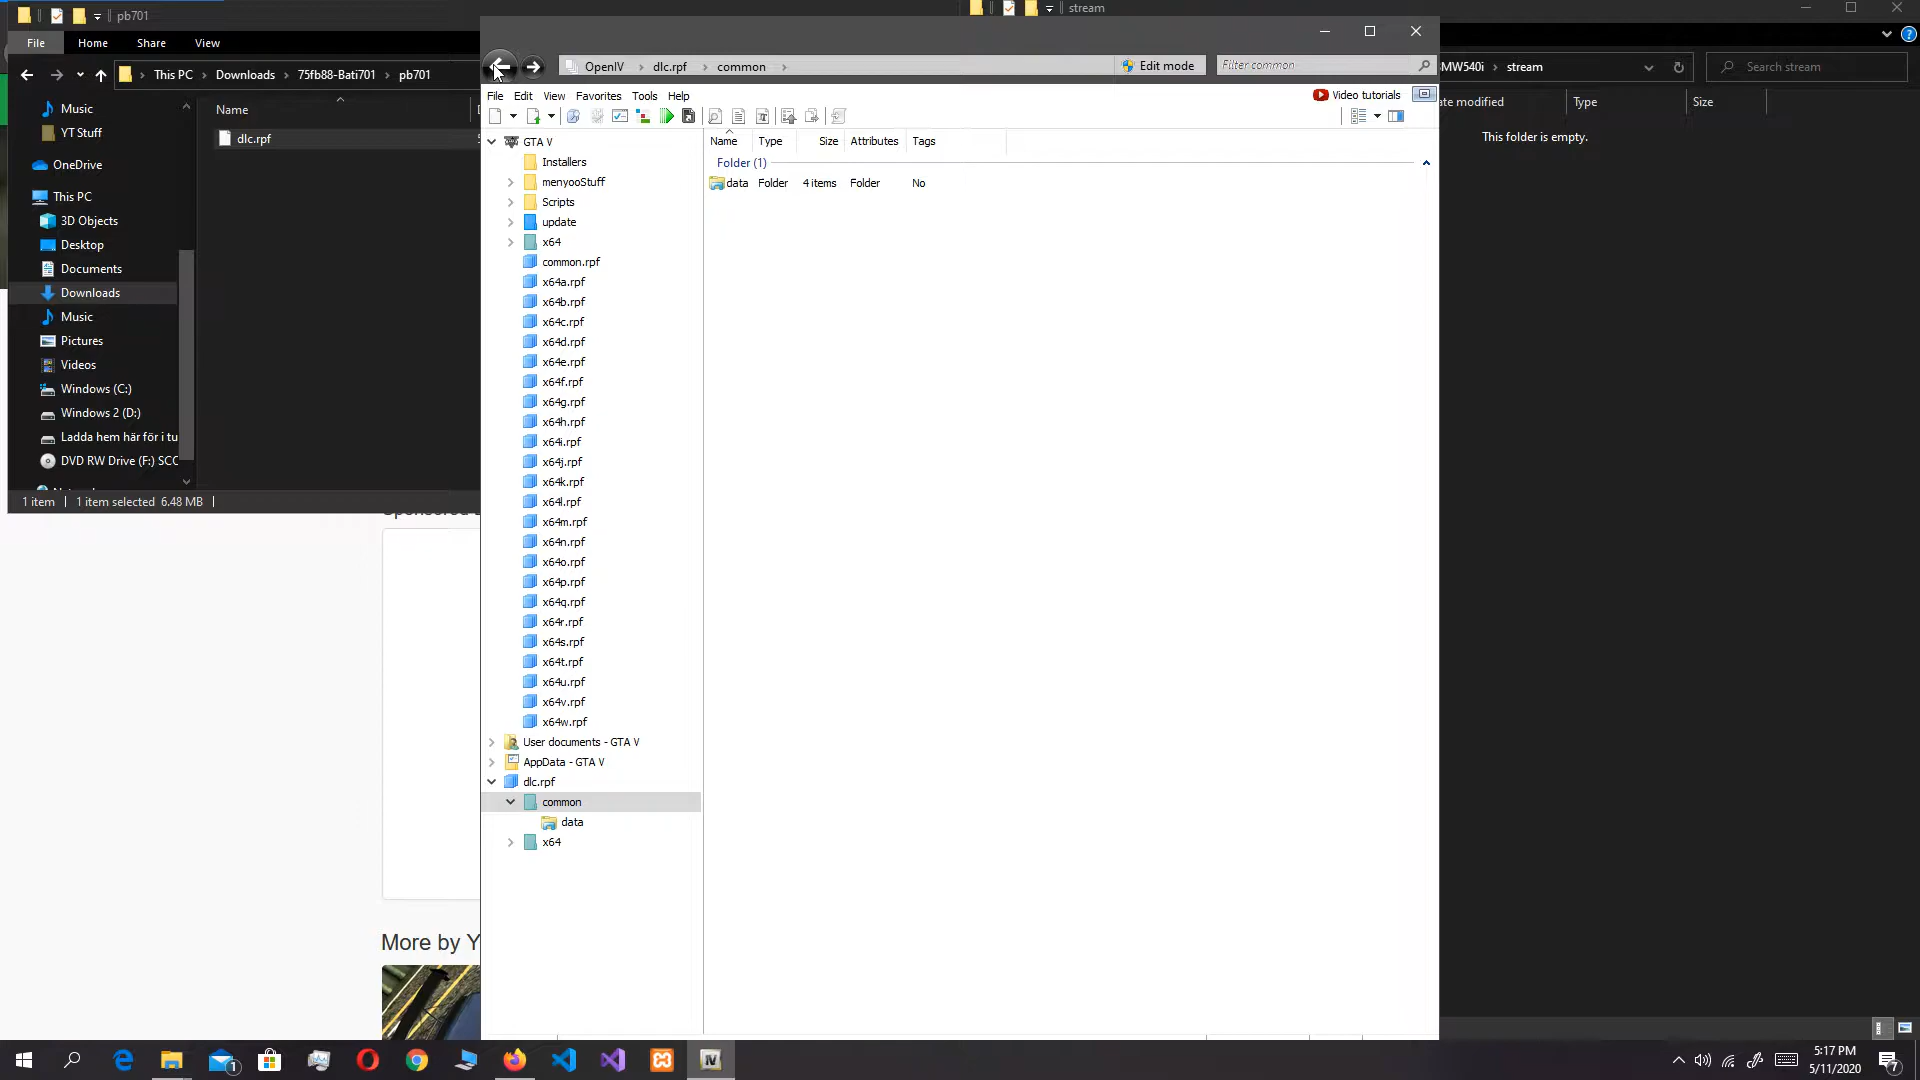 pb701
File
Home
Share
View
This PC
Downloads
75fb88-Bati701
pb701
Name
Music
YT Stuff
OneDrive
This PC
3D Objects
Desktop
Documents
Downloads
Music
Pictures
Videos
Windows (C:)
Windows 2 (D:)
Ladda hem här för i tu
DVD RW Drive (F:) SCC
dlc.rpf
1 item
1 item selected 6.48 MB
More by Y
OpenIV
dlc.rpf
common
Edit mode
Filter common
File
Edit
View
Favorites
Tools
Help
Video tutorials
GTA V
Installers
menyooStuff
Scripts
update
x64
common.rpf
x64a.rpf
x64b.rpf
x64c.rpf
x64d.rpf
x64e.rpf
x64f.rpf
x64g.rpf
x64h.rpf
x64i.rpf
x64j.rpf
x64k.rpf
x64l.rpf
x64m.rpf
x64n.rpf
x64o.rpf
x64p.rpf
x64q.rpf
x64r.rpf
x64s.rpf
x64t.rpf
x64u.rpf
x64v.rpf
x64w.rpf
User documents - GTA V
AppData - GTA V
dlc.rpf
common
data
x64
Name
Type
Size
Attributes
Tags
Folder (1)
data
Folder
4 items
Folder
No
stream
MW540i
stream
Search stream
ate modified
Type
Size
This folder is empty.
1
IV
5:17 PM
5/11/2020
7